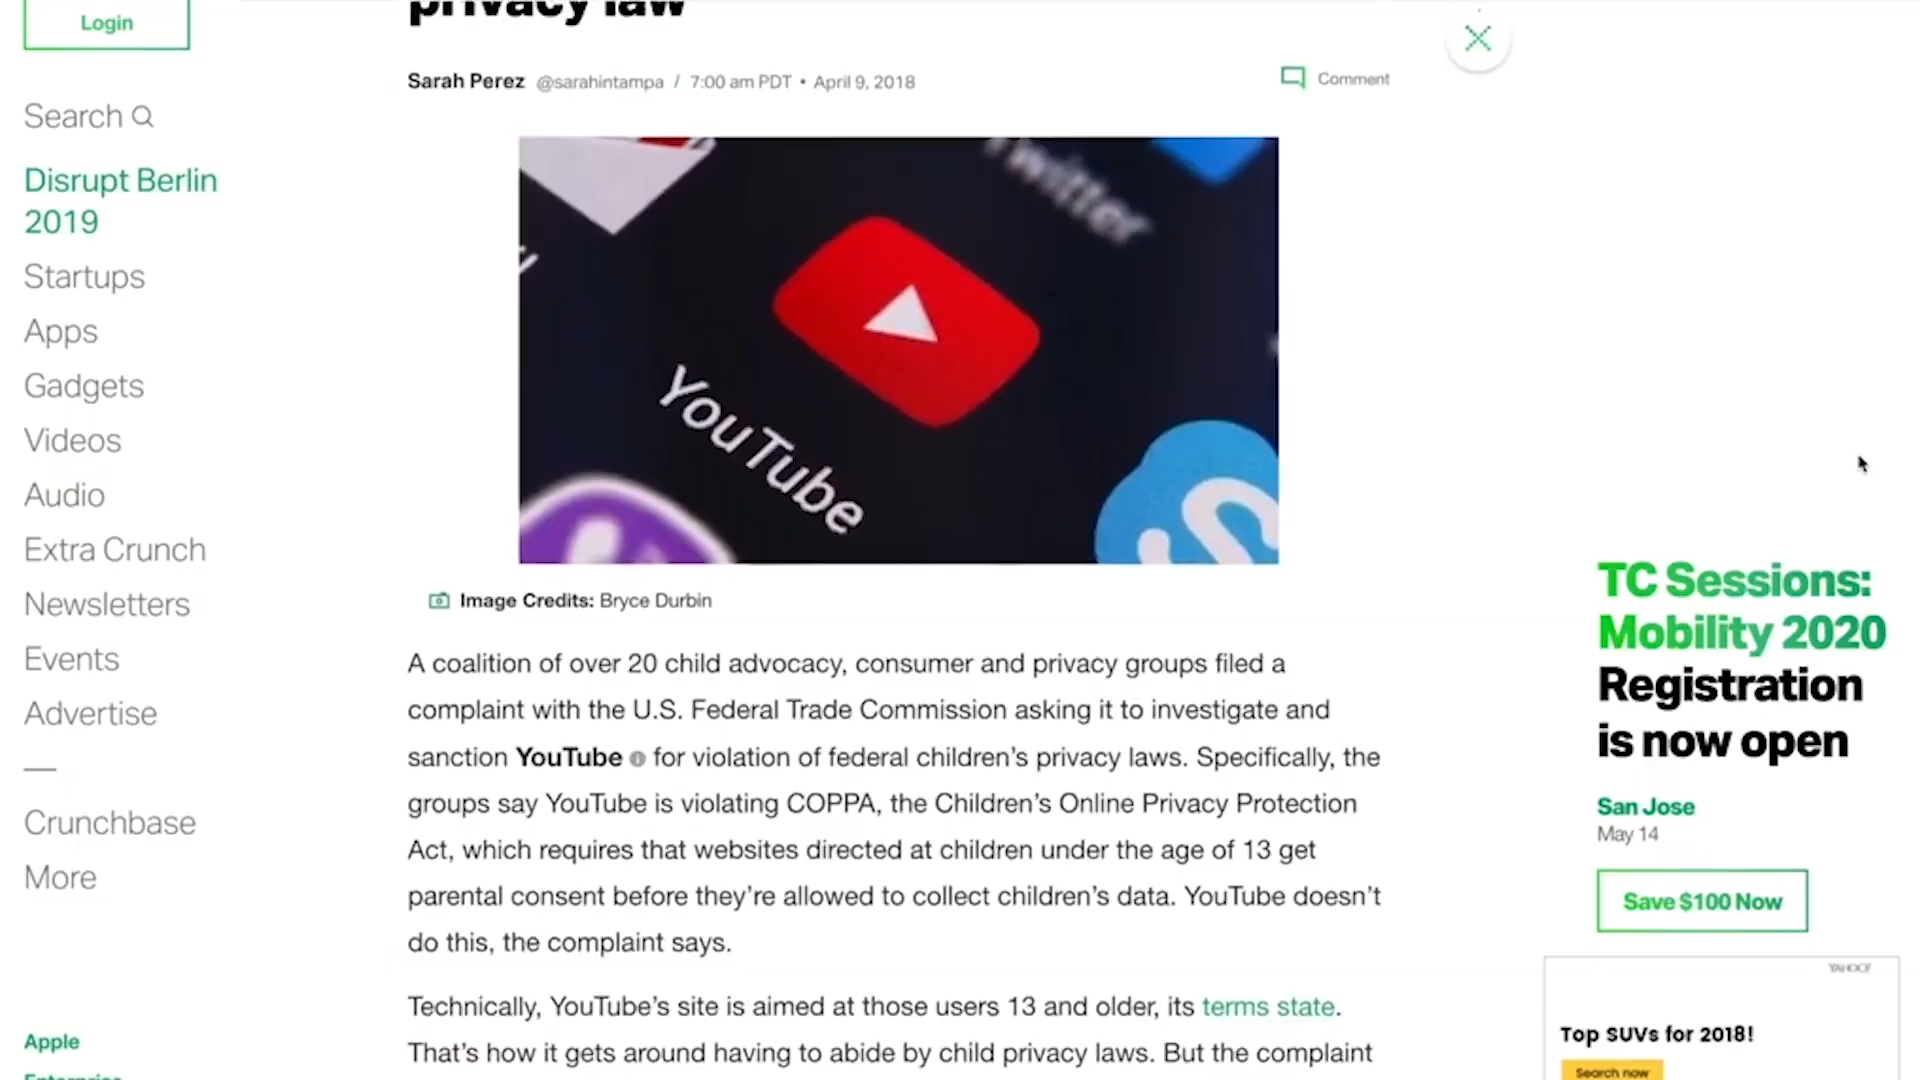 privacy law
Login
Sarah Perez @sarahintampa / 7:00 am PDT • April 9, 2018
Comment
Search
Disrupt Berlin
2019
Startups
Apps
Gadgets
Videos
Audio
Extra Crunch
Newsletters
Events
Advertise
—
Crunchbase
More
Apple
Enterprise
Twitter
YouTube
Image Credits: Bryce Durbin
A coalition of over 20 child advocacy, consumer and privacy groups filed a
complaint with the U.S. Federal Trade Commission asking it to investigate and
sanction YouTube for violation of federal children’s privacy laws. Specifically, the
groups say YouTube is violating COPPA, the Children’s Online Privacy Protection
Act, which requires that websites directed at children under the age of 13 get
parental consent before they’re allowed to collect children’s data. YouTube doesn’t
do this, the complaint says.
Technically, YouTube’s site is aimed at those users 13 and older, its terms state.
That’s how it gets around having to abide by child privacy laws. But the complaint
TC Sessions:
Mobility 2020
Registration
is now open
San Jose
May 14
Save $100 Now
YAHOO!
Top SUVs for 2018!
Search now